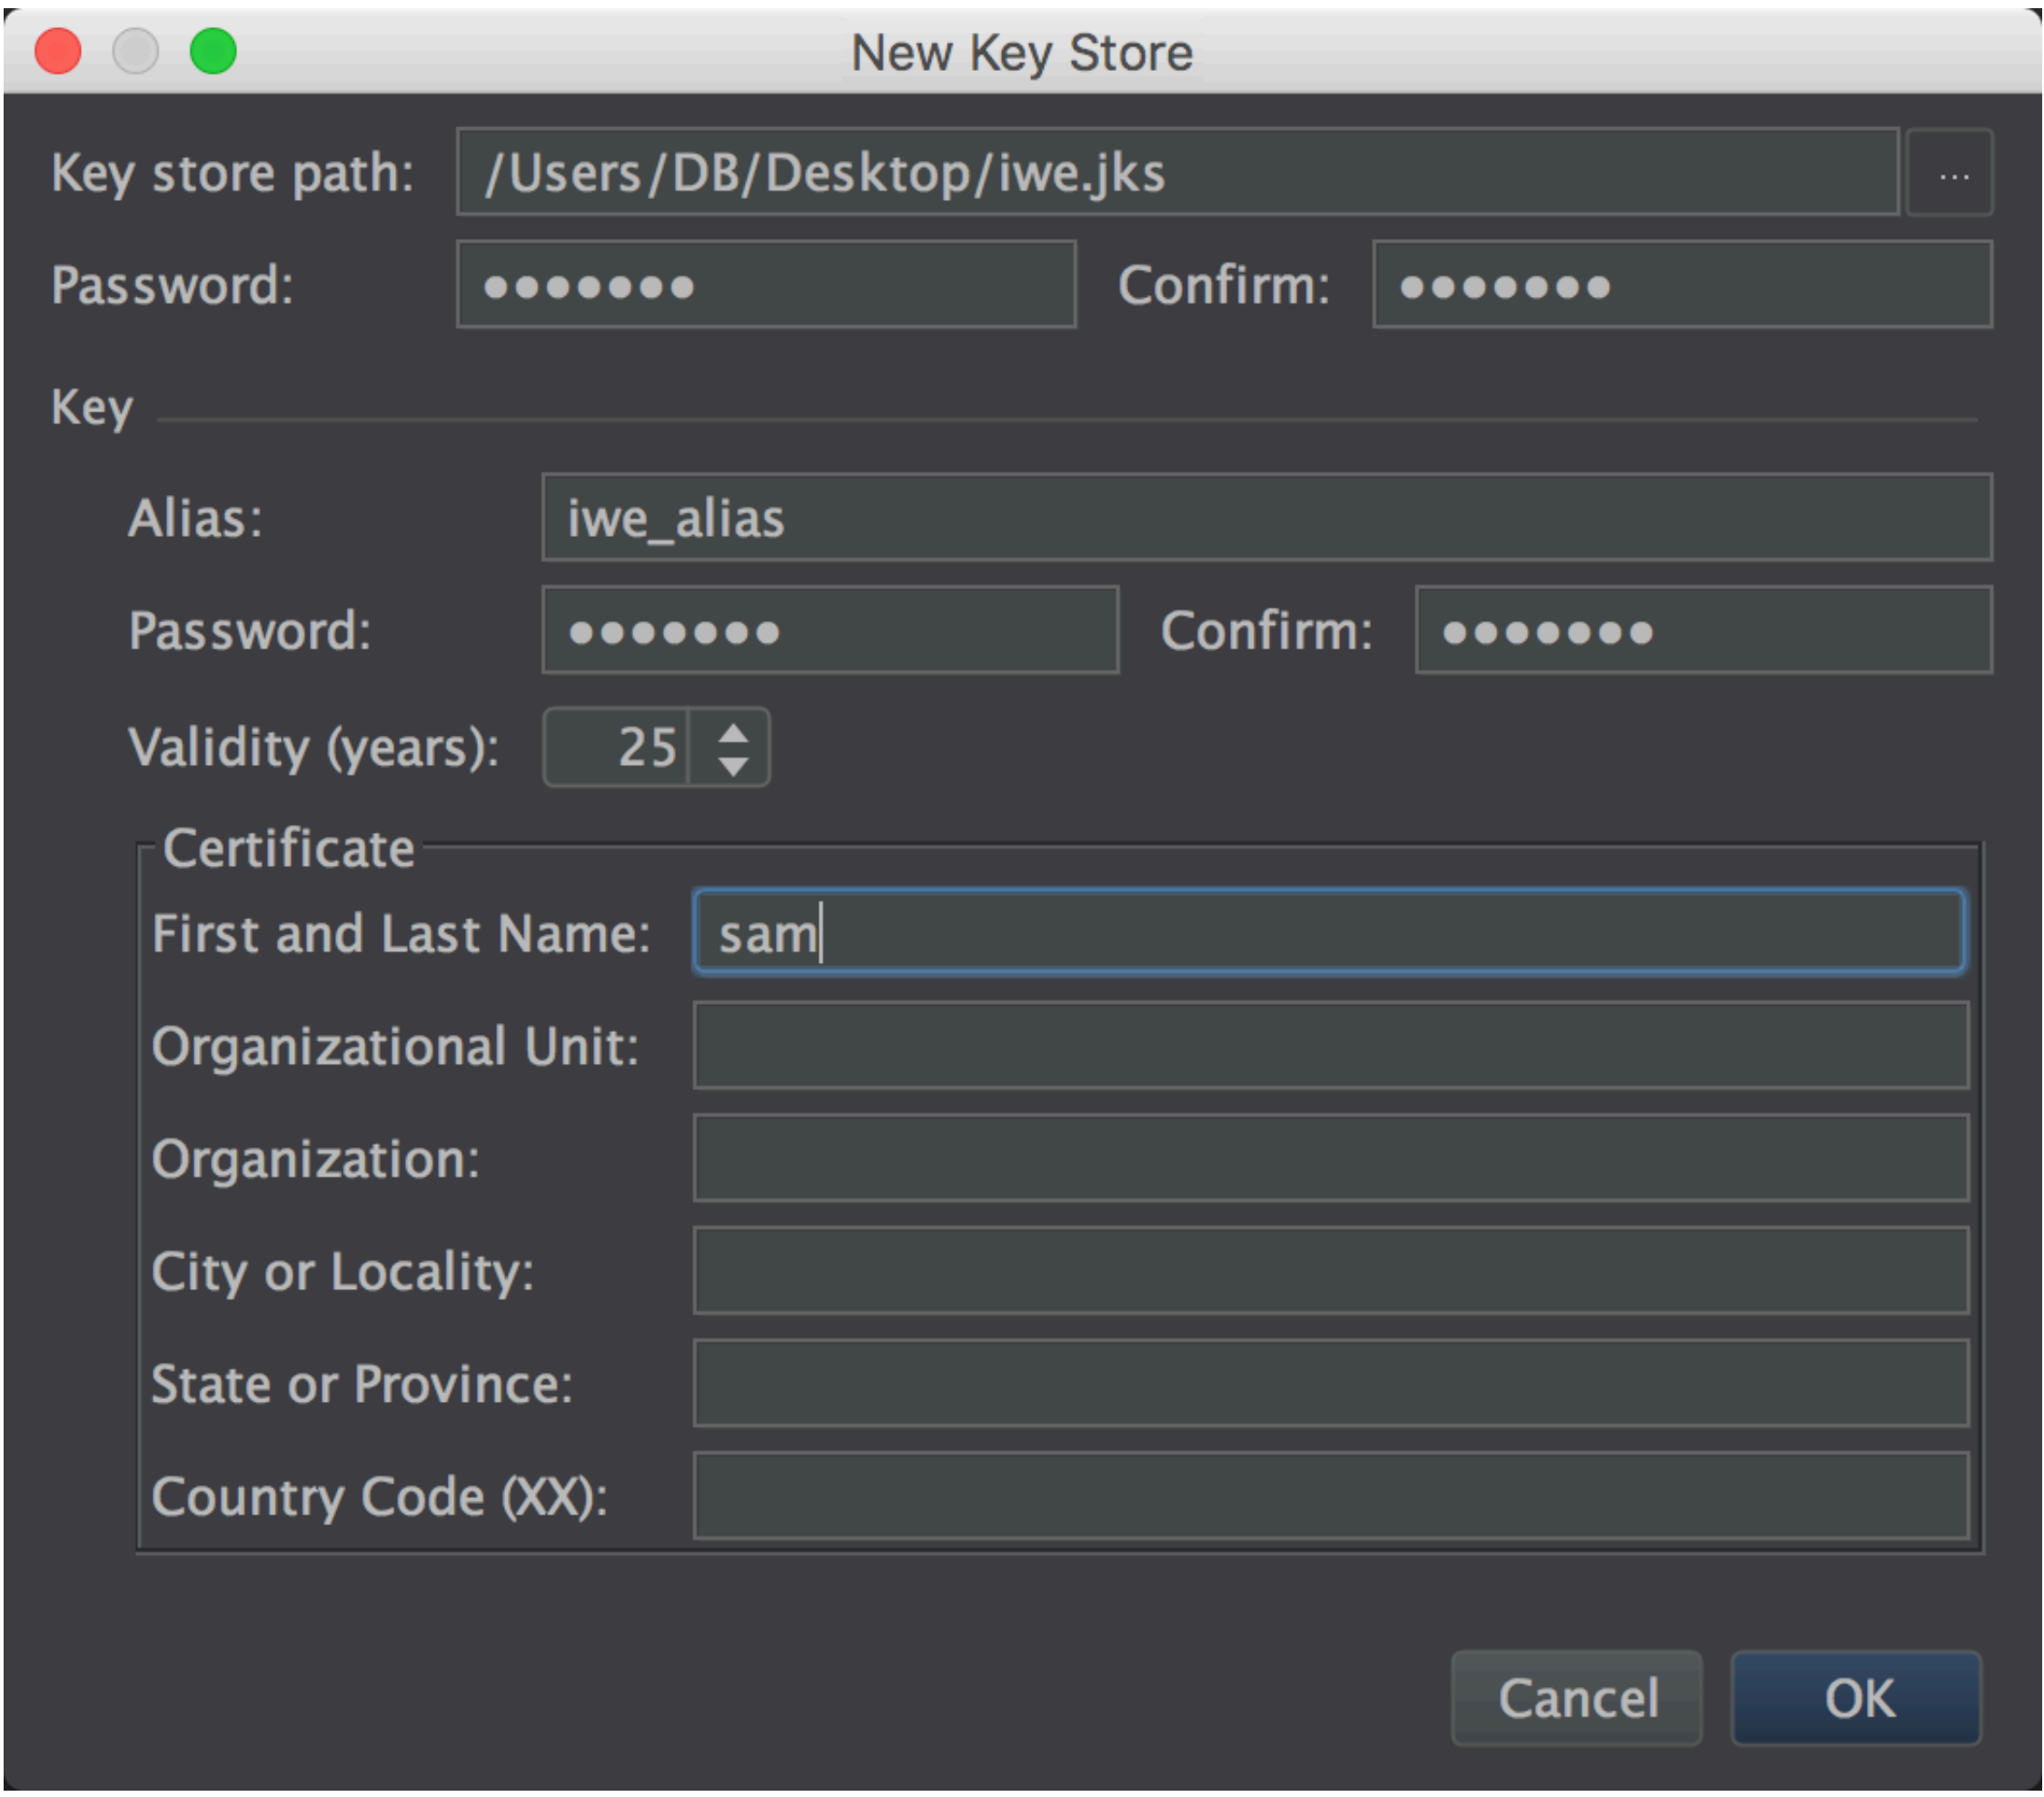 New Key Store
Key store path: /Users/DB/Desktop/iwe.jks ...
Password: ●●●●●●● Confirm: ●●●●●●●
Key
Alias: iwe_alias
Password: ●●●●●●● Confirm: ●●●●●●●
Validity (years): 25
Certificate
First and Last Name: sam
Organizational Unit:
Organization:
City or Locality:
State or Province:
Country Code (XX):
Cancel OK